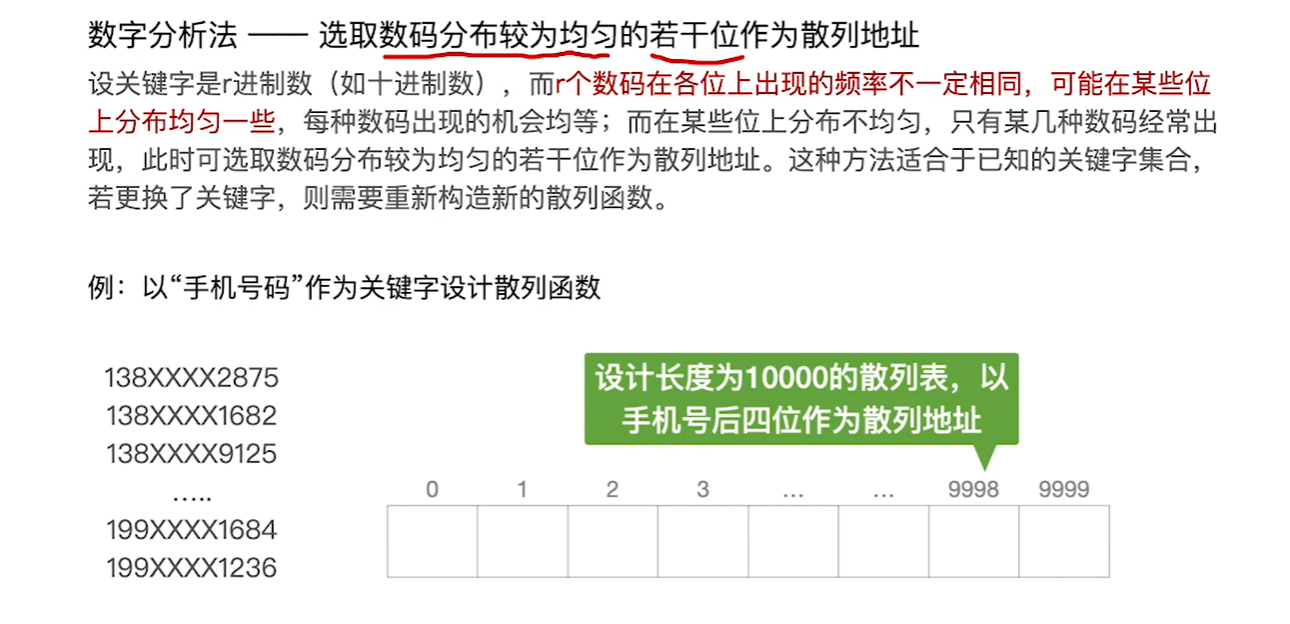 数字分析法 —— 选取数码分布较为均匀的若干位作为散列地址
设关键字是r进制数（如十进制数），而r个数码在各位上出现的频率不一定相同，可能在某些位
上分布均匀一些，每种数码出现的机会均等；而在某些位上分布不均匀，只有某几种数码经常出
现，此时可选取数码分布较为均匀的若干位作为散列地址。这种方法适合于已知的关键字集合，
若更换了关键字，则需要重新构造新的散列函数。
例：以“手机号码”作为关键字设计散列函数
138XXXX2875
138XXXX1682
138XXXX9125
…..
199XXXX1684
199XXXX1236
设计长度为10000的散列表，以
手机号后四位作为散列地址
0 1 2 3 … … 9998 9999